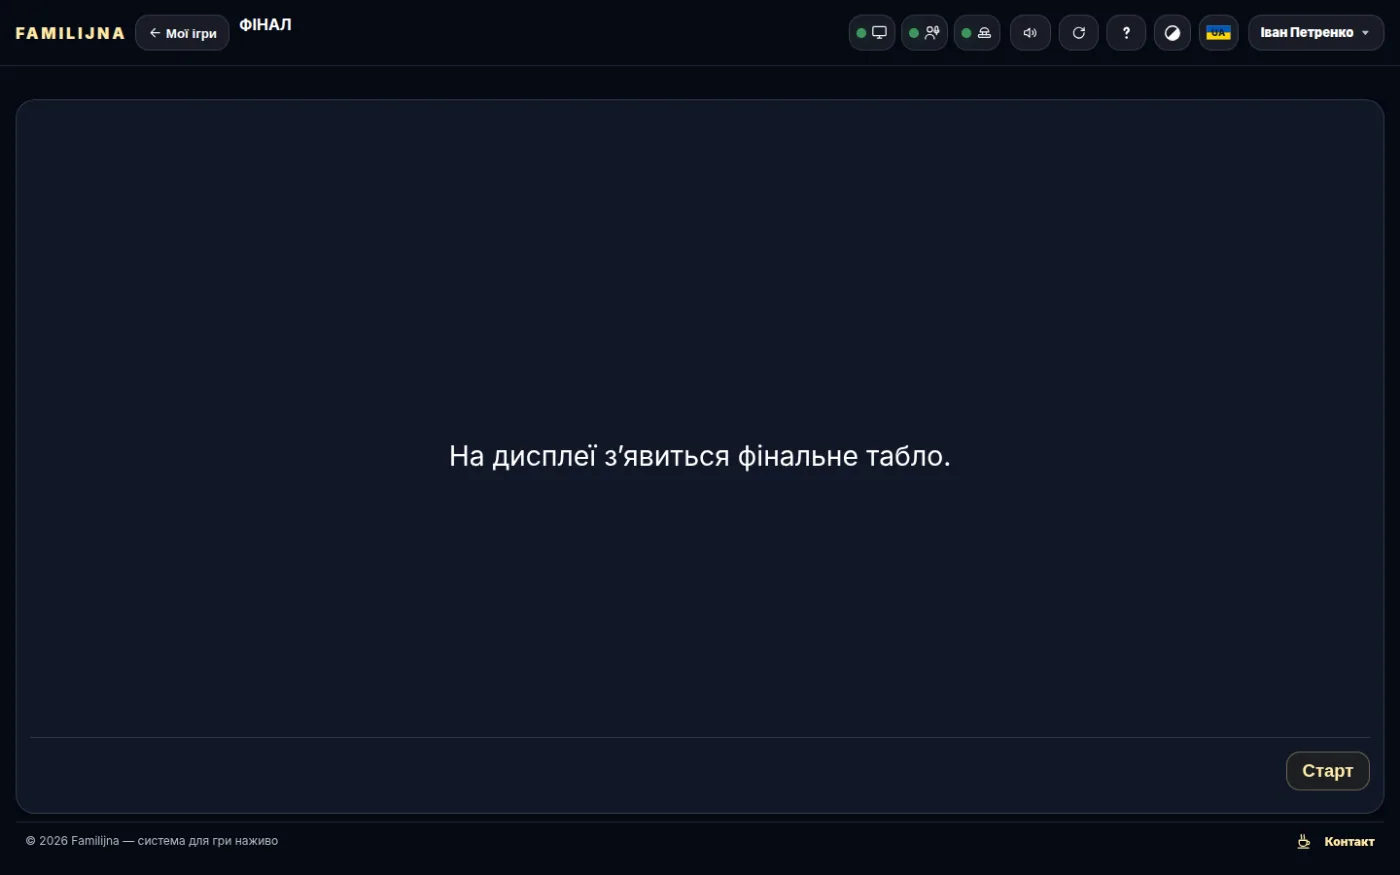 FAMILIJNA
← Мої ігри
ФІНАЛ
?
UA
Іван Петренко
На дисплеї з’явиться фінальне табло.
Старт
© 2026 Familijna — система для гри наживо
Контакт